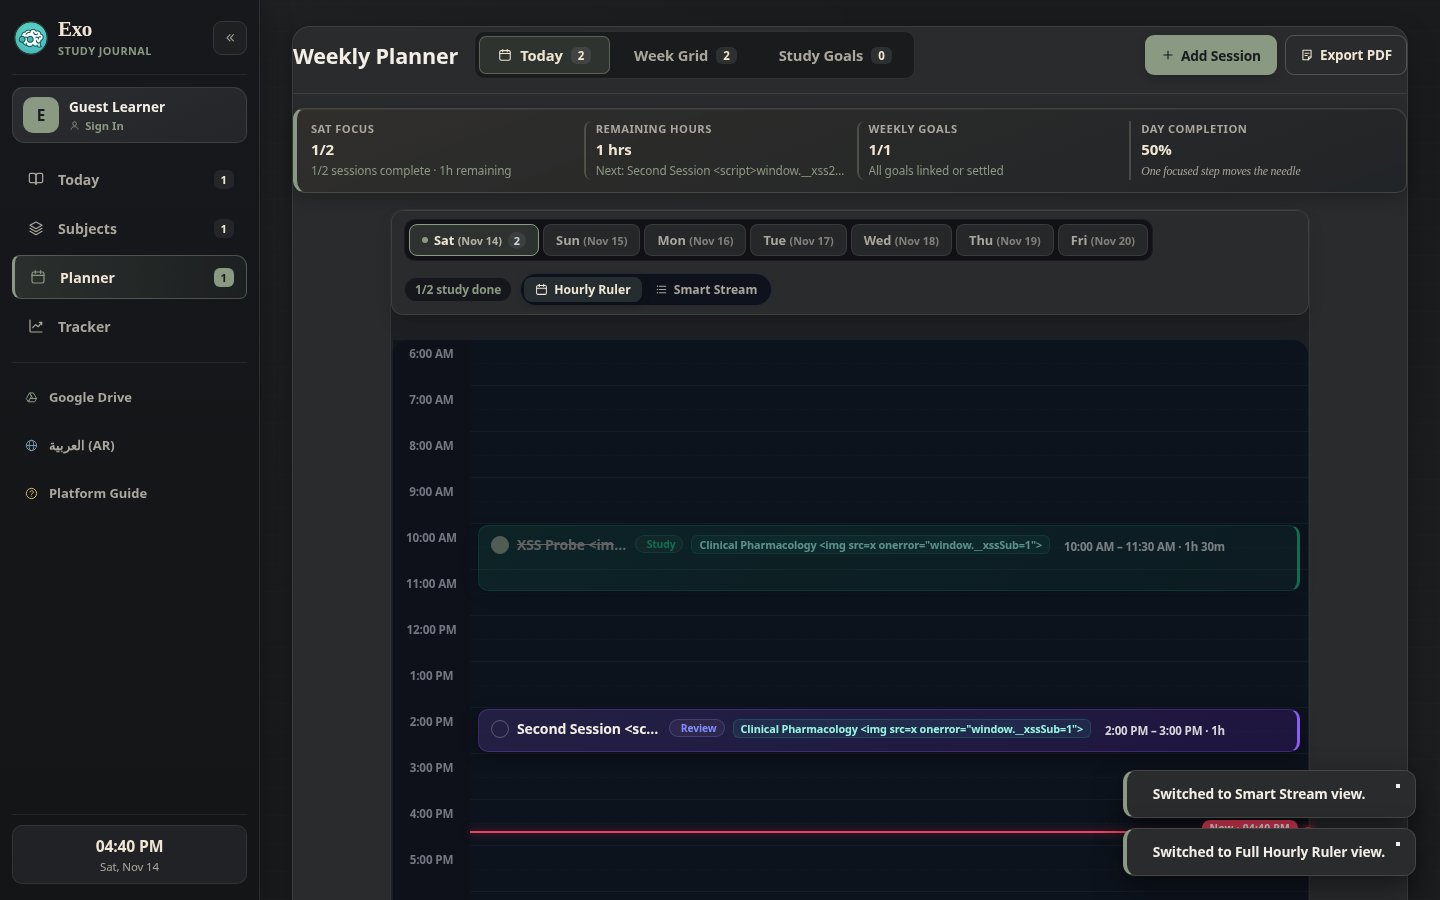 Exo
STUDY JOURNAL
«
E
Guest Learner
Sign In
Today 1
Subjects 1
Planner 1
Tracker
Google Drive
العربية (AR)
Platform Guide
04:40 PM
Sat, Nov 14
Weekly Planner
Today 2
Week Grid 2
Study Goals 0
+ Add Session
Export PDF
SAT FOCUS
1/2
1/2 sessions complete · 1h remaining
REMAINING HOURS
1 hrs
Next: Second Session <script>window.__xss2...
WEEKLY GOALS
1/1
All goals linked or settled
DAY COMPLETION
50%
One focused step moves the needle
Sat (Nov 14) 2
Sun (Nov 15)
Mon (Nov 16)
Tue (Nov 17)
Wed (Nov 18)
Thu (Nov 19)
Fri (Nov 20)
1/2 study done
Hourly Ruler
Smart Stream
6:00 AM
7:00 AM
8:00 AM
9:00 AM
10:00 AM
XSS Probe <im... Study Clinical Pharmacology <img src=x onerror="window.__xssSub=1"> 10:00 AM – 11:30 AM · 1h 30m
11:00 AM
12:00 PM
1:00 PM
2:00 PM
Second Session <sc... Review Clinical Pharmacology <img src=x onerror="window.__xssSub=1"> 2:00 PM – 3:00 PM · 1h
3:00 PM
4:00 PM
Now · 04:40 PM
5:00 PM
Switched to Smart Stream view.
Switched to Full Hourly Ruler view.